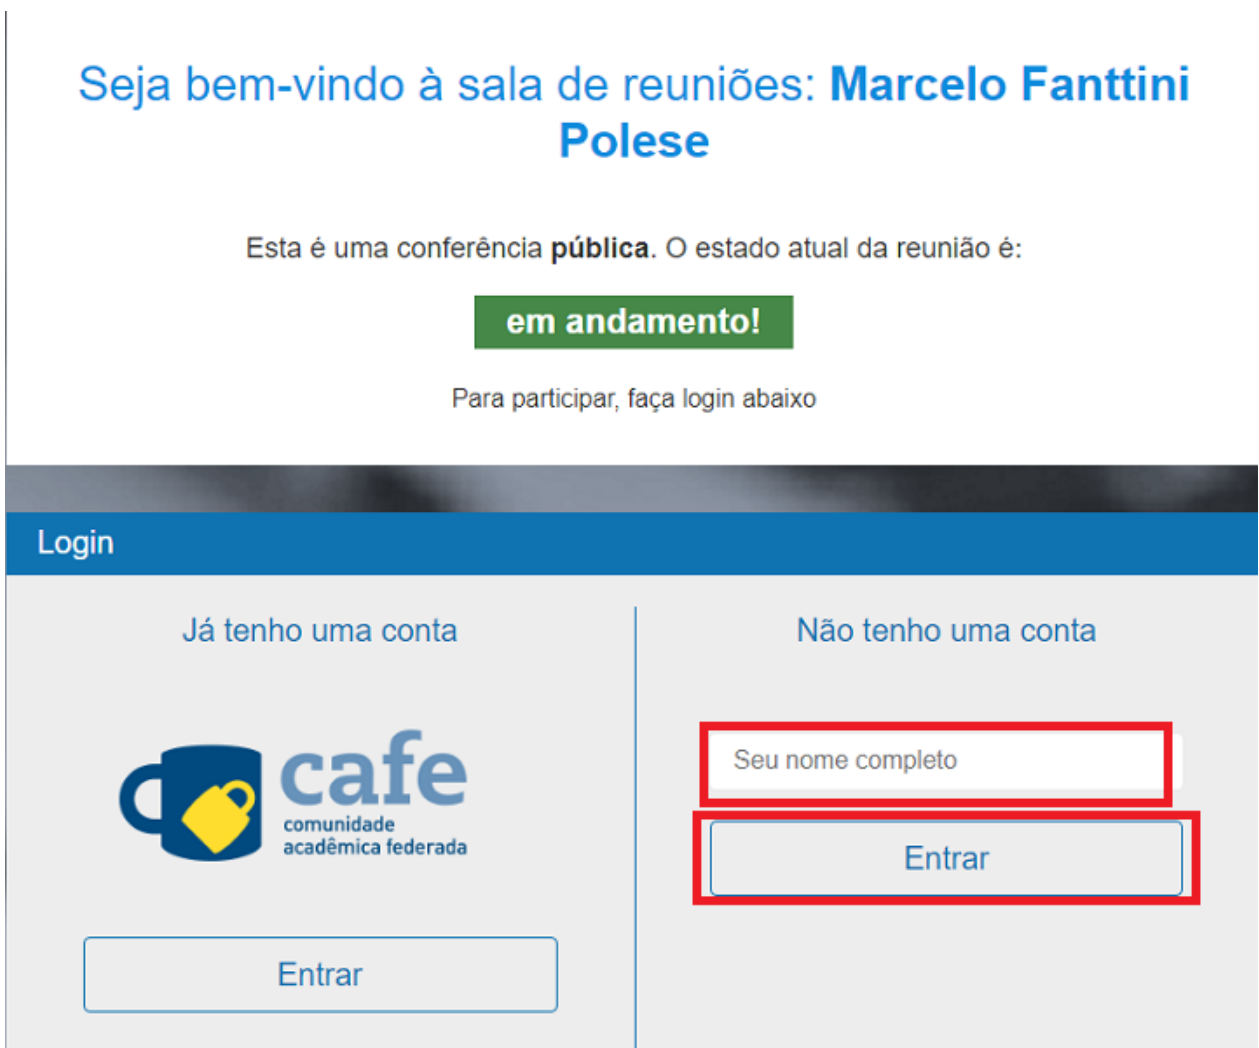 Seja bem-vindo à sala de reuniões: Marcelo Fanttini
Polese
Esta é uma conferência pública. O estado atual da reunião é:
em andamento!
Para participar, faça login abaixo
Login
Já tenho uma conta
cafe
comunidade
acadêmica federada
Entrar
Não tenho uma conta
Seu nome completo
Entrar